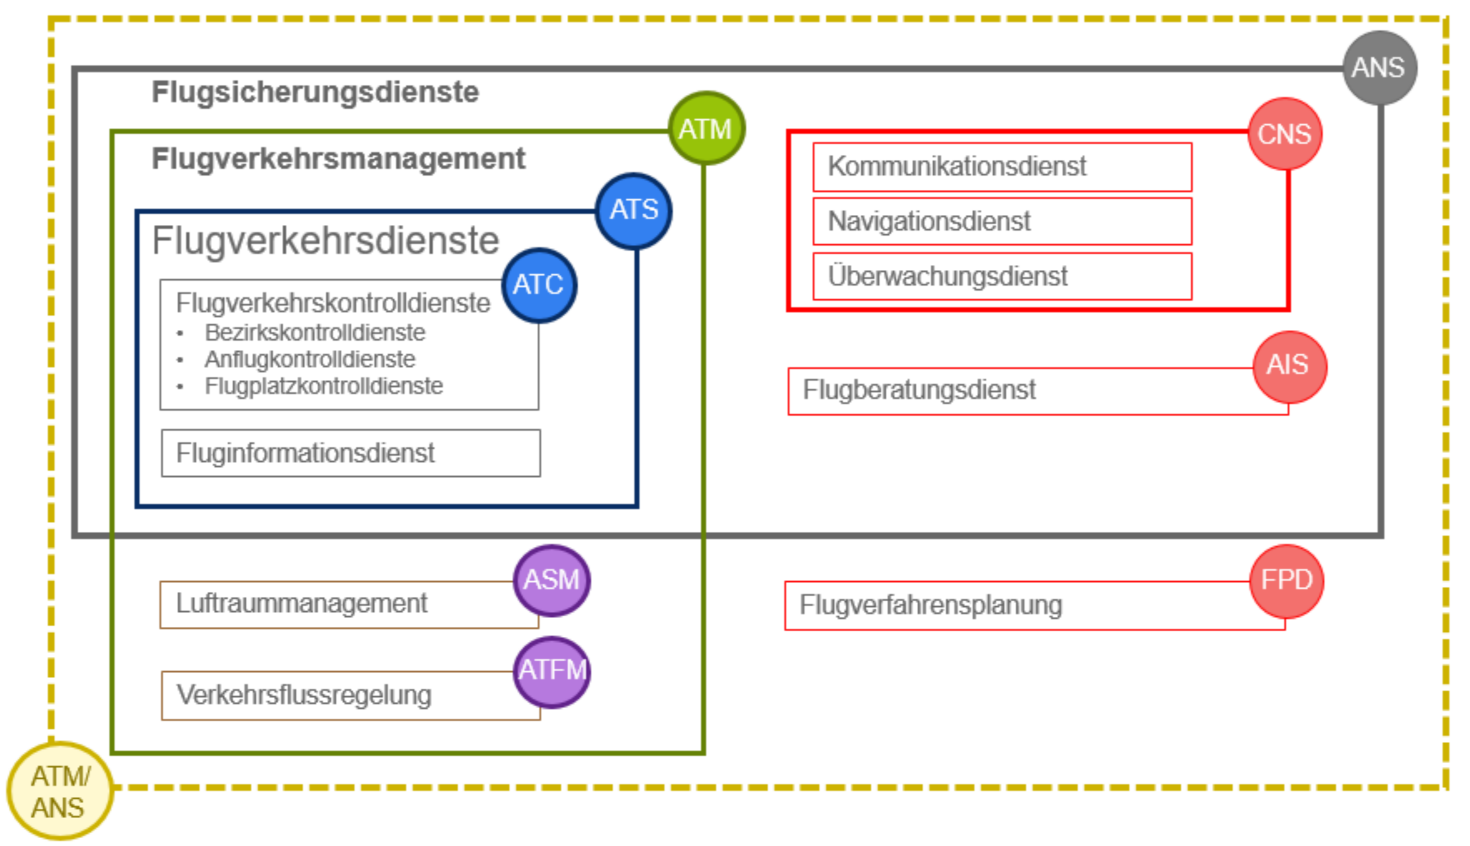 ANS
Flugsicherungsdienste
ATM
Flugverkehrsmanagement
ATS
Flugverkehrsdienste
ATC
Flugverkehrskontrolldienste
• Bezirkskontrolldienste
• Anflugkontrolldienste
• Flugplatzkontrolldienste
Fluginformationsdienst
CNS
Kommunikationsdienst
Navigationsdienst
Überwachungsdienst
AIS
Flugberatungsdienst
ASM
Luftraummanagement
ATFM
Verkehrsflussregelung
FPD
Flugverfahrensplanung
ATM/
ANS